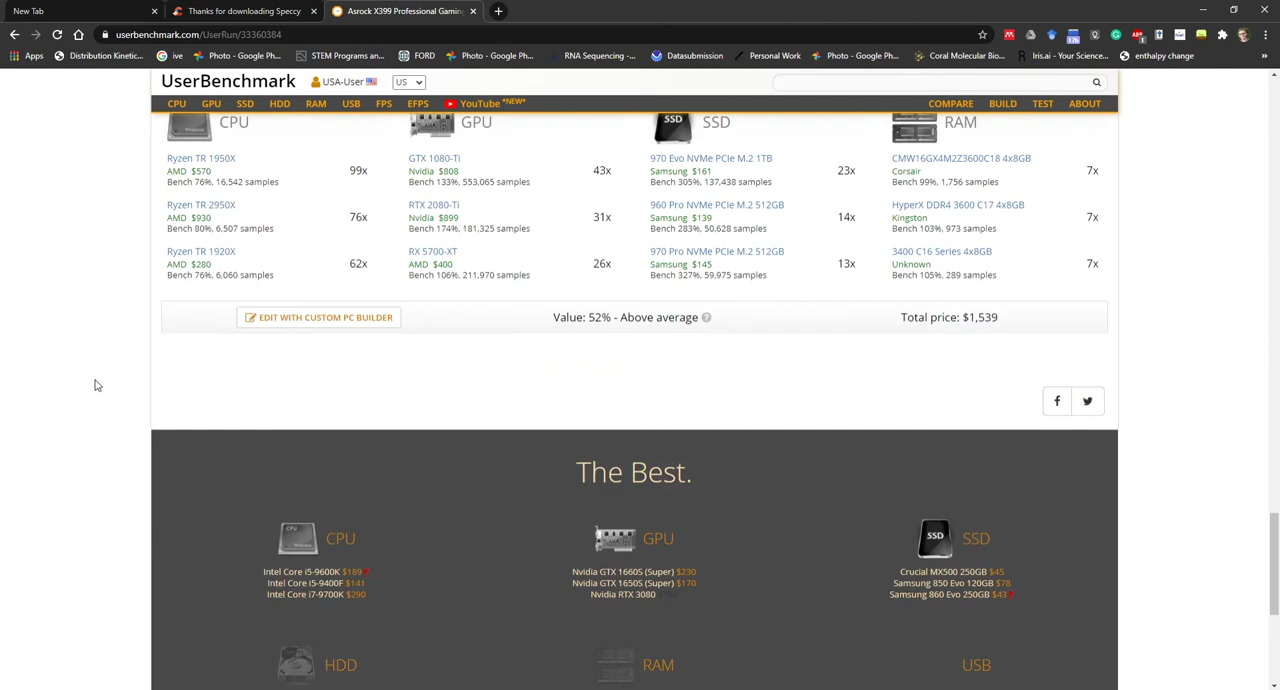 New Tab
Thanks for downloading Speccy
Asrock X399 Professional Gaming
userbenchmark.com/UserRun/33360384
Apps
Distribution Kinetic...
ive
Photo - Google Ph...
STEM Programs an...
FORD
Photo - Google Ph...
RNA Sequencing -...
Datasubmission
Personal Work
Photo - Google Ph...
Coral Molecular Bio...
Iris.ai - Your Science...
enthalpy change
UserBenchmark
USA-User
US
CPU GPU SSD HDD RAM USB FPS EFPS YouTube *NEW*
COMPARE BUILD TEST ABOUT
CPU
GPU
SSD
RAM
Ryzen TR 1950X
AMD $570
Bench 76%, 16,542 samples
99x
GTX 1080-Ti
Nvidia $808
Bench 133%, 553,065 samples
43x
970 Evo NVMe PCIe M.2 1TB
Samsung $161
Bench 305%, 137,438 samples
23x
CMW16GX4M2Z3600C18 4x8GB
Corsair
Bench 99%, 1,756 samples
7x
Ryzen TR 2950X
AMD $930
Bench 80%, 6,507 samples
76x
RTX 2080-Ti
Nvidia $899
Bench 174%, 181,325 samples
31x
960 Pro NVMe PCIe M.2 512GB
Samsung $139
Bench 283%, 50,628 samples
14x
HyperX DDR4 3600 C17 4x8GB
Kingston
Bench 103%, 973 samples
7x
Ryzen TR 1920X
AMD $280
Bench 76%, 6,060 samples
62x
RX 5700-XT
AMD $400
Bench 106%, 211,970 samples
26x
970 Pro NVMe PCIe M.2 512GB
Samsung $145
Bench 327%, 59,975 samples
13x
3400 C16 Series 4x8GB
Unknown
Bench 105%, 289 samples
7x
EDIT WITH CUSTOM PC BUILDER
Value: 52% - Above average
Total price: $1,539
The Best.
CPU
Intel Core i5-9600K $189
Intel Core i5-9400F $141
Intel Core i7-9700K $290
GPU
Nvidia GTX 1660S (Super) $230
Nvidia GTX 1650S (Super) $170
Nvidia RTX 3080
SSD
Crucial MX500 250GB $45
Samsung 850 Evo 120GB $78
Samsung 860 Evo 250GB $43
HDD
RAM
USB